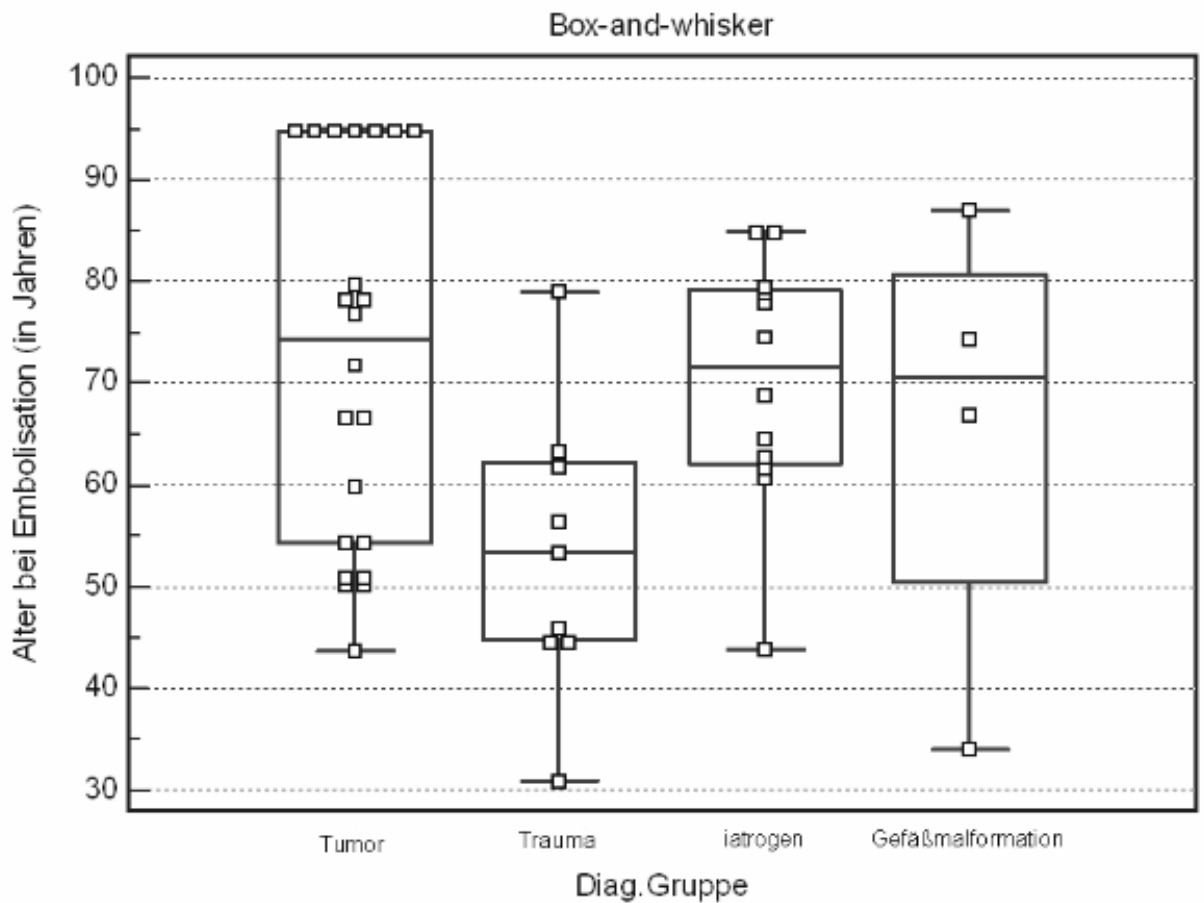 Box-and-whisker
100
90
80
70
60
50
40
30
Alter bei Embolisation (in Jahren)
Tumor
Trauma
iatrogen
Gefäßmalformation
Diag.Gruppe